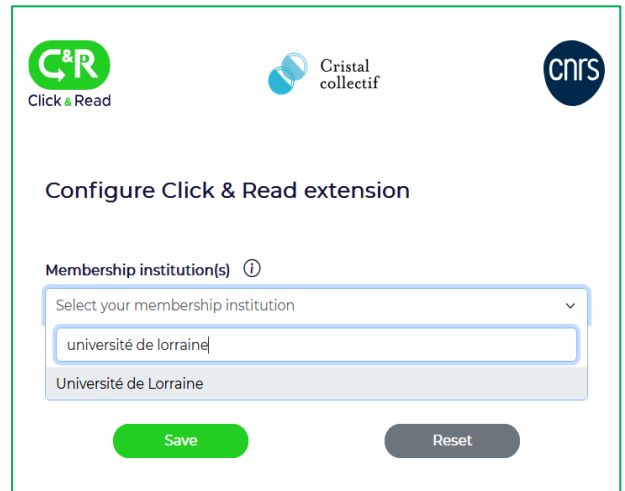 C&R
Click & Read
Cristal
collectif
cnrs
Configure Click & Read extension
Membership institution(s) i
Select your membership institution
université de lorraine
Université de Lorraine
Save
Reset